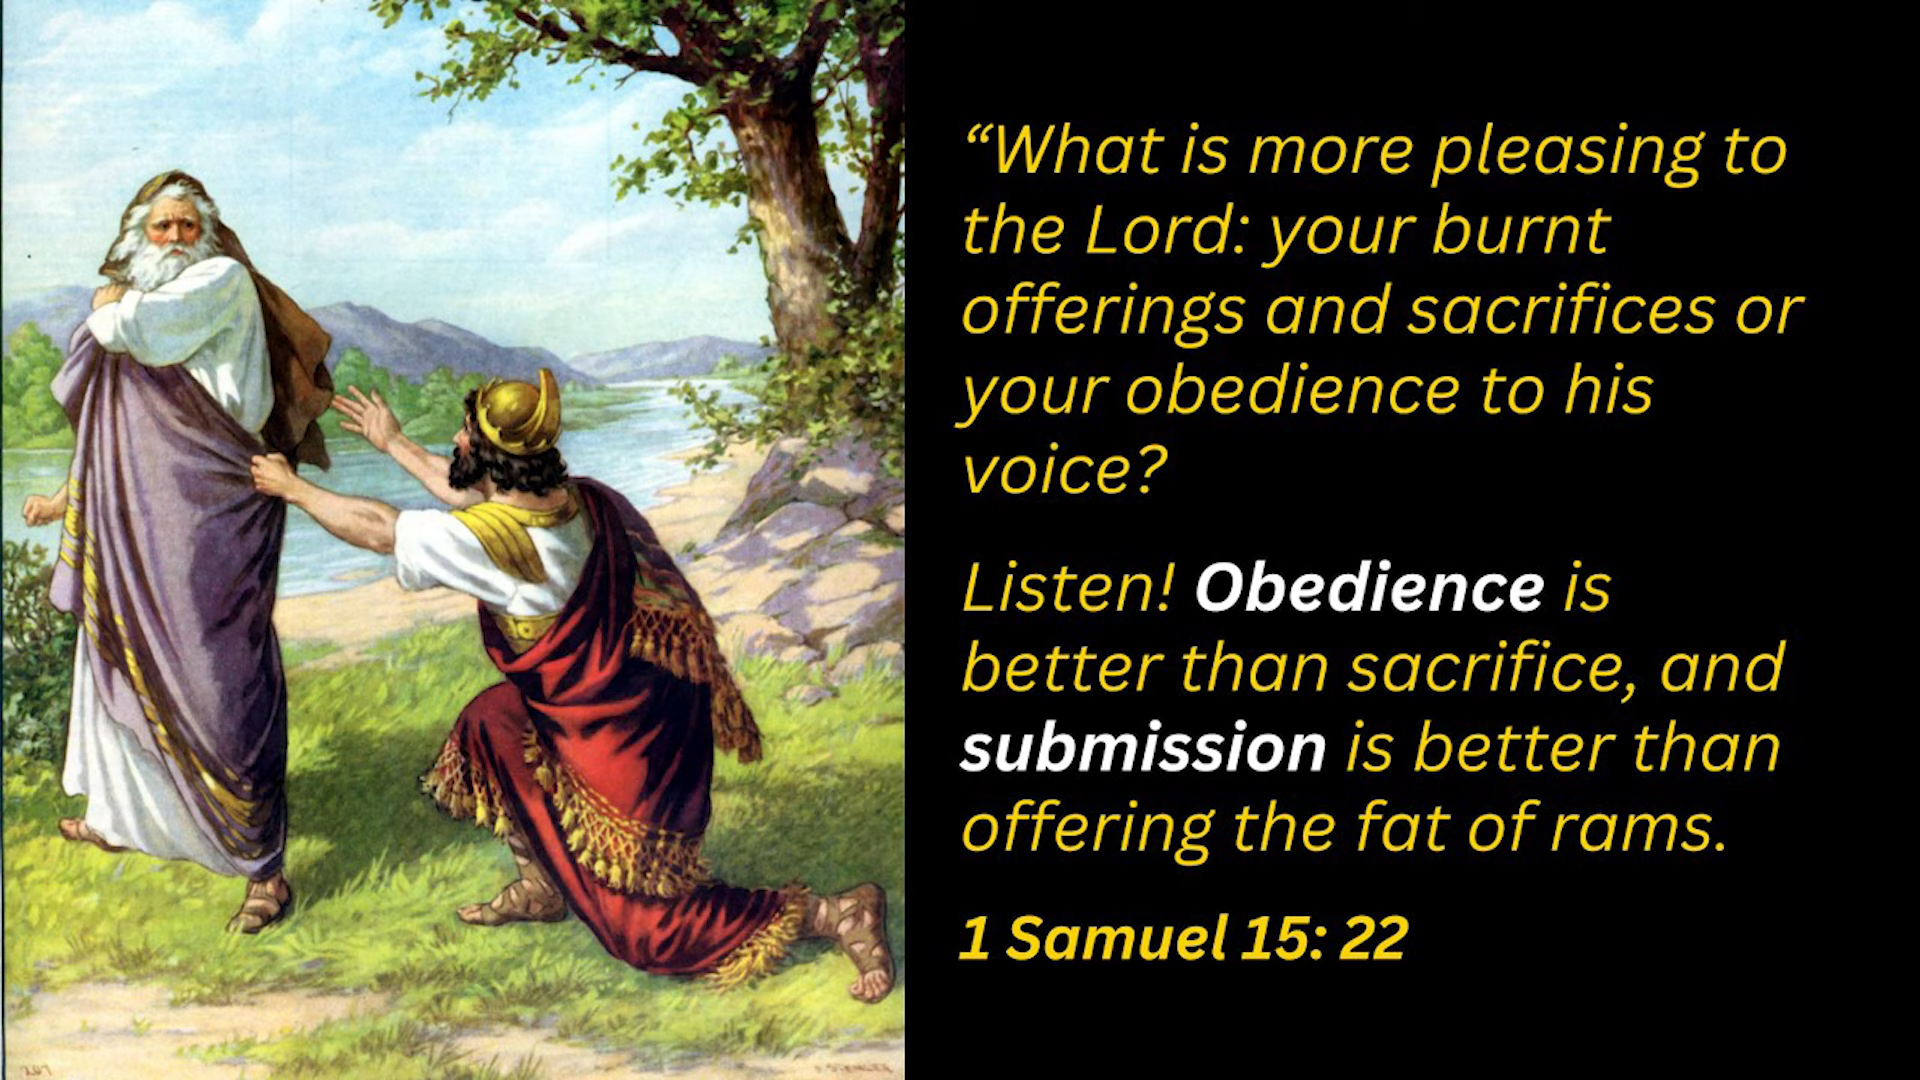 “What is more pleasing to
the Lord: your burnt
offerings and sacrifices or
your obedience to his
voice?
Listen! Obedience is
better than sacrifice, and
submission is better than
offering the fat of rams.
1 Samuel 15: 22